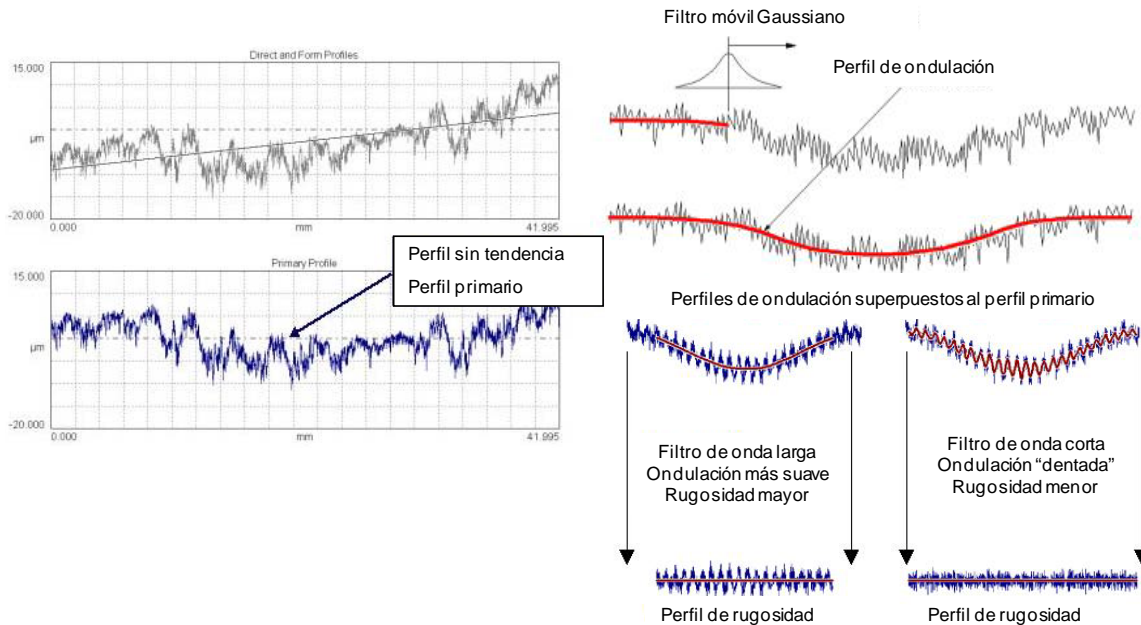 Direct and Form Profiles
15.000
µm
-20.000
0.000
mm
41.995
Perfil sin tendencia
Perfil primario
Primary Profile
15.000
µm
-20.000
0.000
mm
41.995
Filtro móvil Gaussiano
Perfil de ondulación
Perfiles de ondulación superpuestos al perfil primario
Filtro de onda larga
Ondulación más suave
Rugosidad mayor
Filtro de onda corta
Ondulación “dentada”
Rugosidad menor
Perfil de rugosidad
Perfil de rugosidad